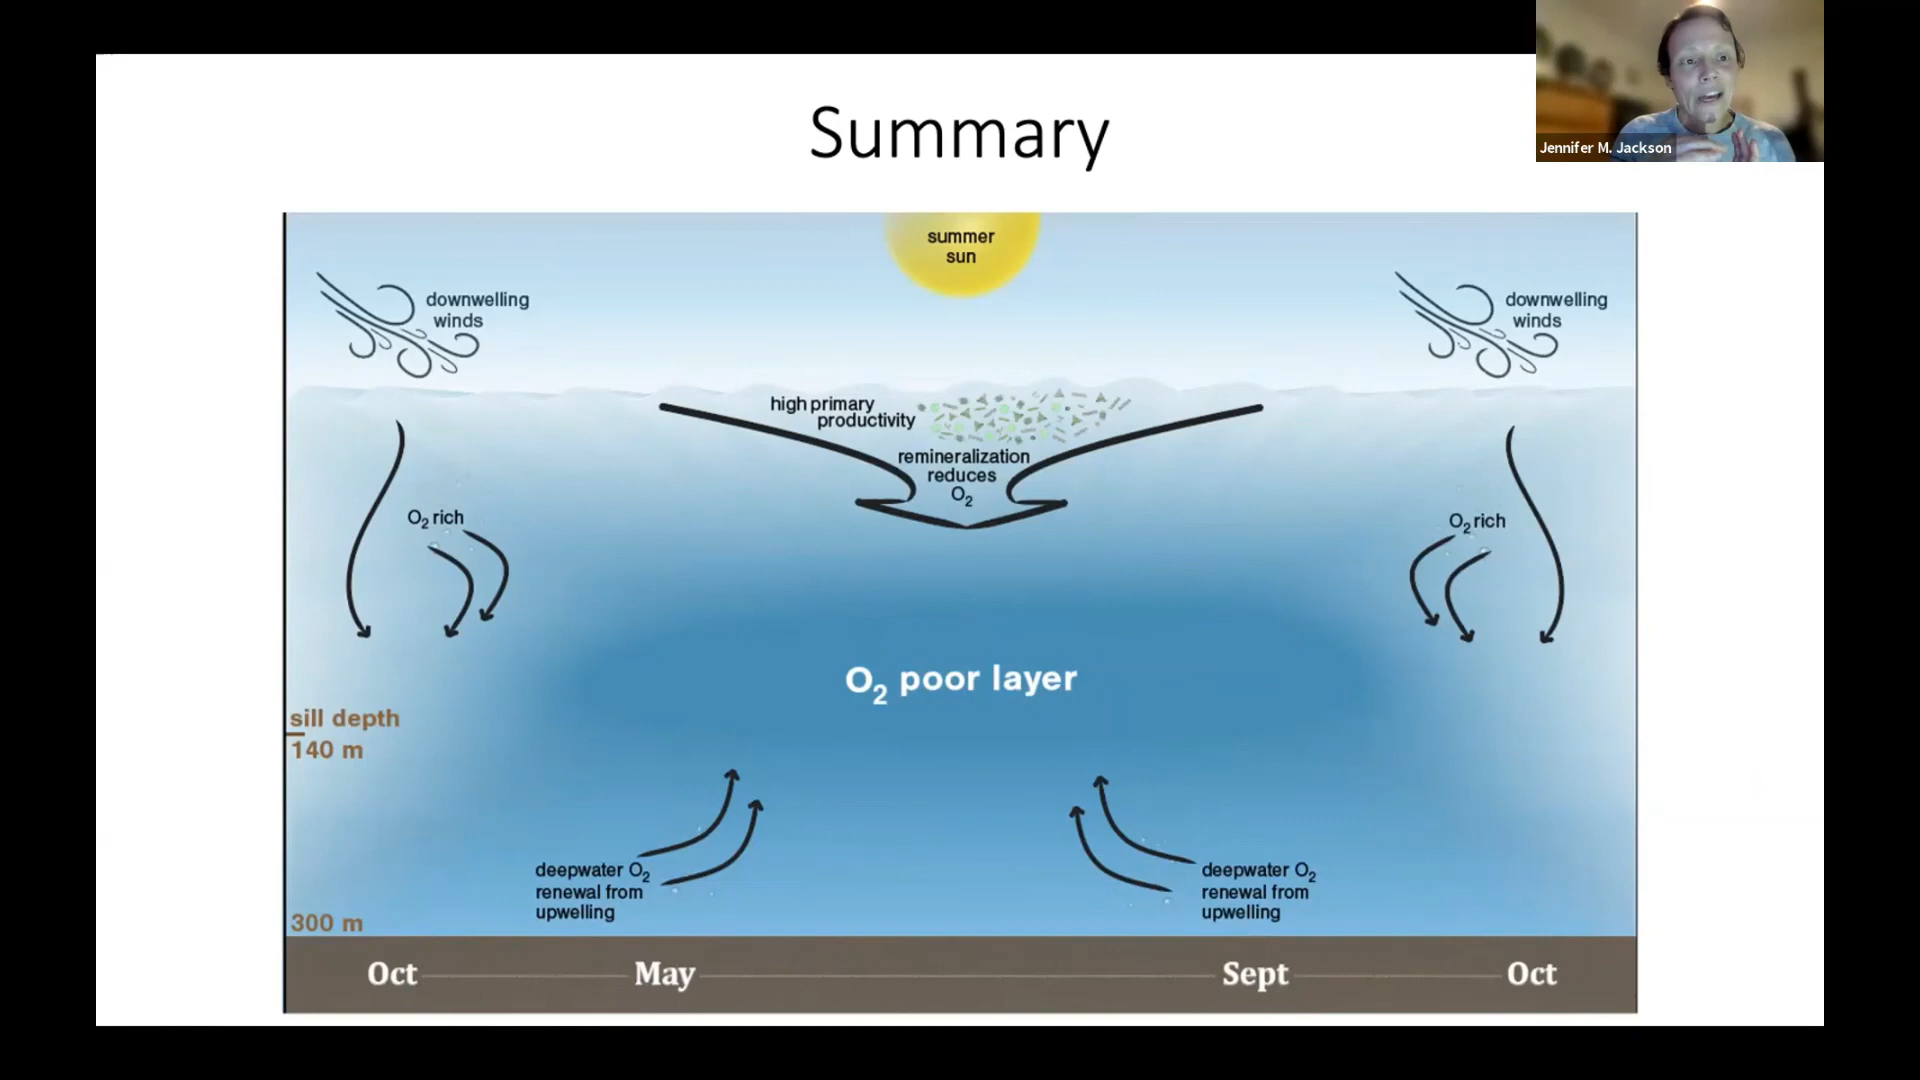 Summary
Jennifer M. Jackson
summer
sun
downwelling
winds
downwelling
winds
high primary
productivity
remineralization
reduces
O₂
O₂ rich
O₂ rich
O₂ poor layer
sill depth
140 m
deepwater O₂
renewal from
upwelling
deepwater O₂
renewal from
upwelling
300 m
Oct
May
Sept
Oct